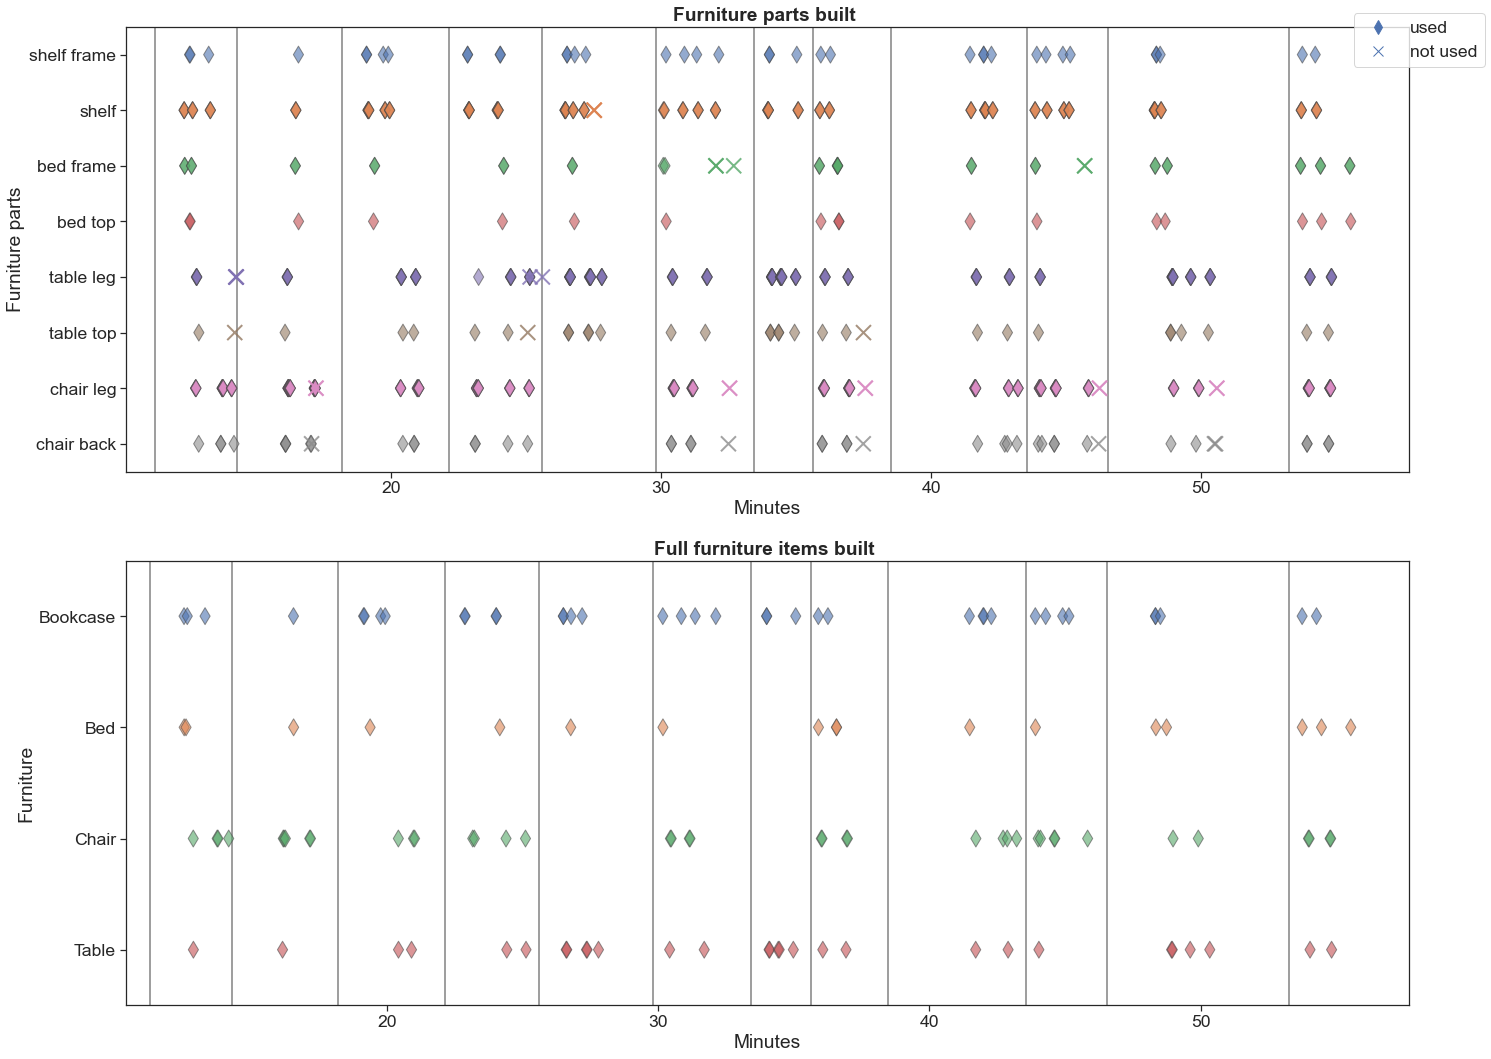 Furniture parts built
used
not used
shelf frame
shelf
bed frame
bed top
table leg
table top
chair leg
chair back
Furniture parts
20 30 40 50
Minutes
Full furniture items built
Bookcase
Bed
Chair
Table
Furniture
20 30 40 50
Minutes